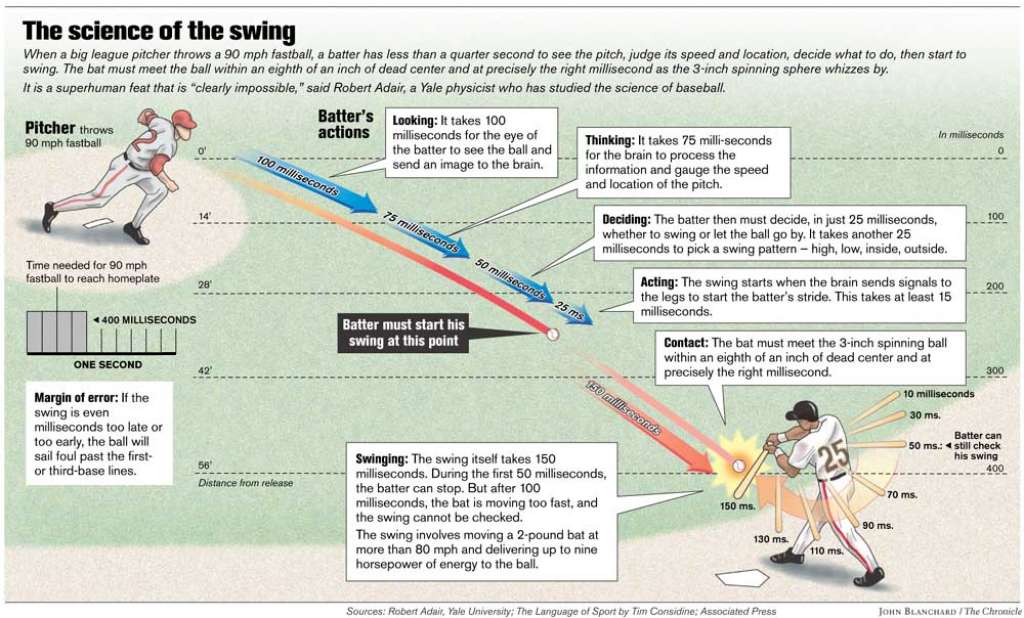 The science of the swing
When a big league pitcher throws a 90 mph fastball, a batter has less than a quarter second to see the pitch, judge its speed and location, decide what to do, then start to
swing. The bat must meet the ball within an eighth of an inch of dead center and at precisely the right millisecond as the 3-inch spinning sphere whizzes by.
It is a superhuman feat that is “clearly impossible,” said Robert Adair, a Yale physicist who has studied the science of baseball.
Pitcher throws
90 mph fastball
2
Batter's
actions
Looking: It takes 100
milliseconds for the eye of
the batter to see the ball and
send an image to the brain.
Thinking: It takes 75 milli-seconds
for the brain to process the
information and gauge the speed
and location of the pitch.
In milliseconds
0'
0
100 milliseconds
14'
100
75 milliseconds
Deciding: The batter then must decide, in just 25 milliseconds,
whether to swing or let the ball go by. It takes another 25
milliseconds to pick a swing pattern – high, low, inside, outside.
50 milliseconds
25 ms.
28'
200
Acting: The swing starts when the brain sends signals to
the legs to start the batter's stride. This takes at least 15
milliseconds.
Time needed for 90 mph
fastball to reach homeplate
400 MILLISECONDS
ONE SECOND
Batter must start his
swing at this point
Contact: The bat must meet the 3-inch spinning ball
within an eighth of an inch of dead center and at
precisely the right millisecond.
42'
300
150 milliseconds
Margin of error: If the
swing is even
milliseconds too late or
too early, the ball will
sail foul past the first-
or third-base lines.
10 milliseconds
30 ms.
50 ms.:
Batter can
still check
his swing
25
56'
400
Distance from release
Swinging: The swing itself takes 150
milliseconds. During the first 50 milliseconds,
the batter can stop. But after 100
milliseconds, the bat is moving too fast, and
the swing cannot be checked.
The swing involves moving a 2-pound bat at
more than 80 mph and delivering up to nine
horsepower of energy to the ball.
70 ms.
90 ms.
110 ms.
130 ms.
150 ms.
Sources: Robert Adair, Yale University; The Language of Sport by Tim Considine; Associated Press
JOHN BLANCHARD / The Chronicle